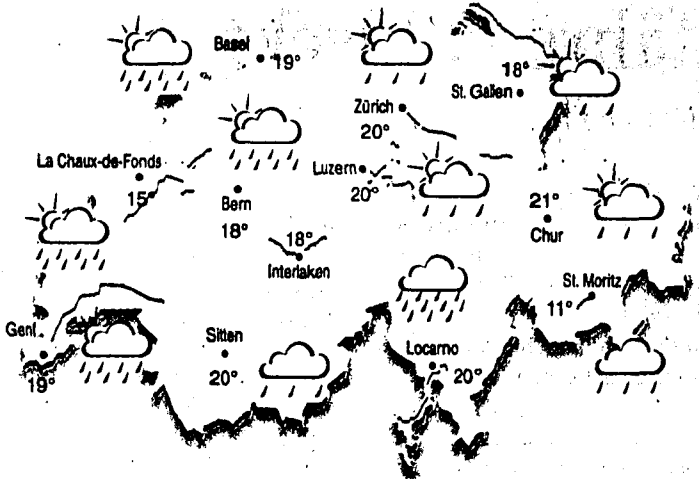 Basel
19°
18°
St. Gallen
Zürich
20°
La Chaux-de-Fonds
15°
Luzern
20°
Bern
18°
21°
Chur
18°
Interlaken
St. Moritz
11°
Genf
19°
Sitten
20°
Locarno
20°